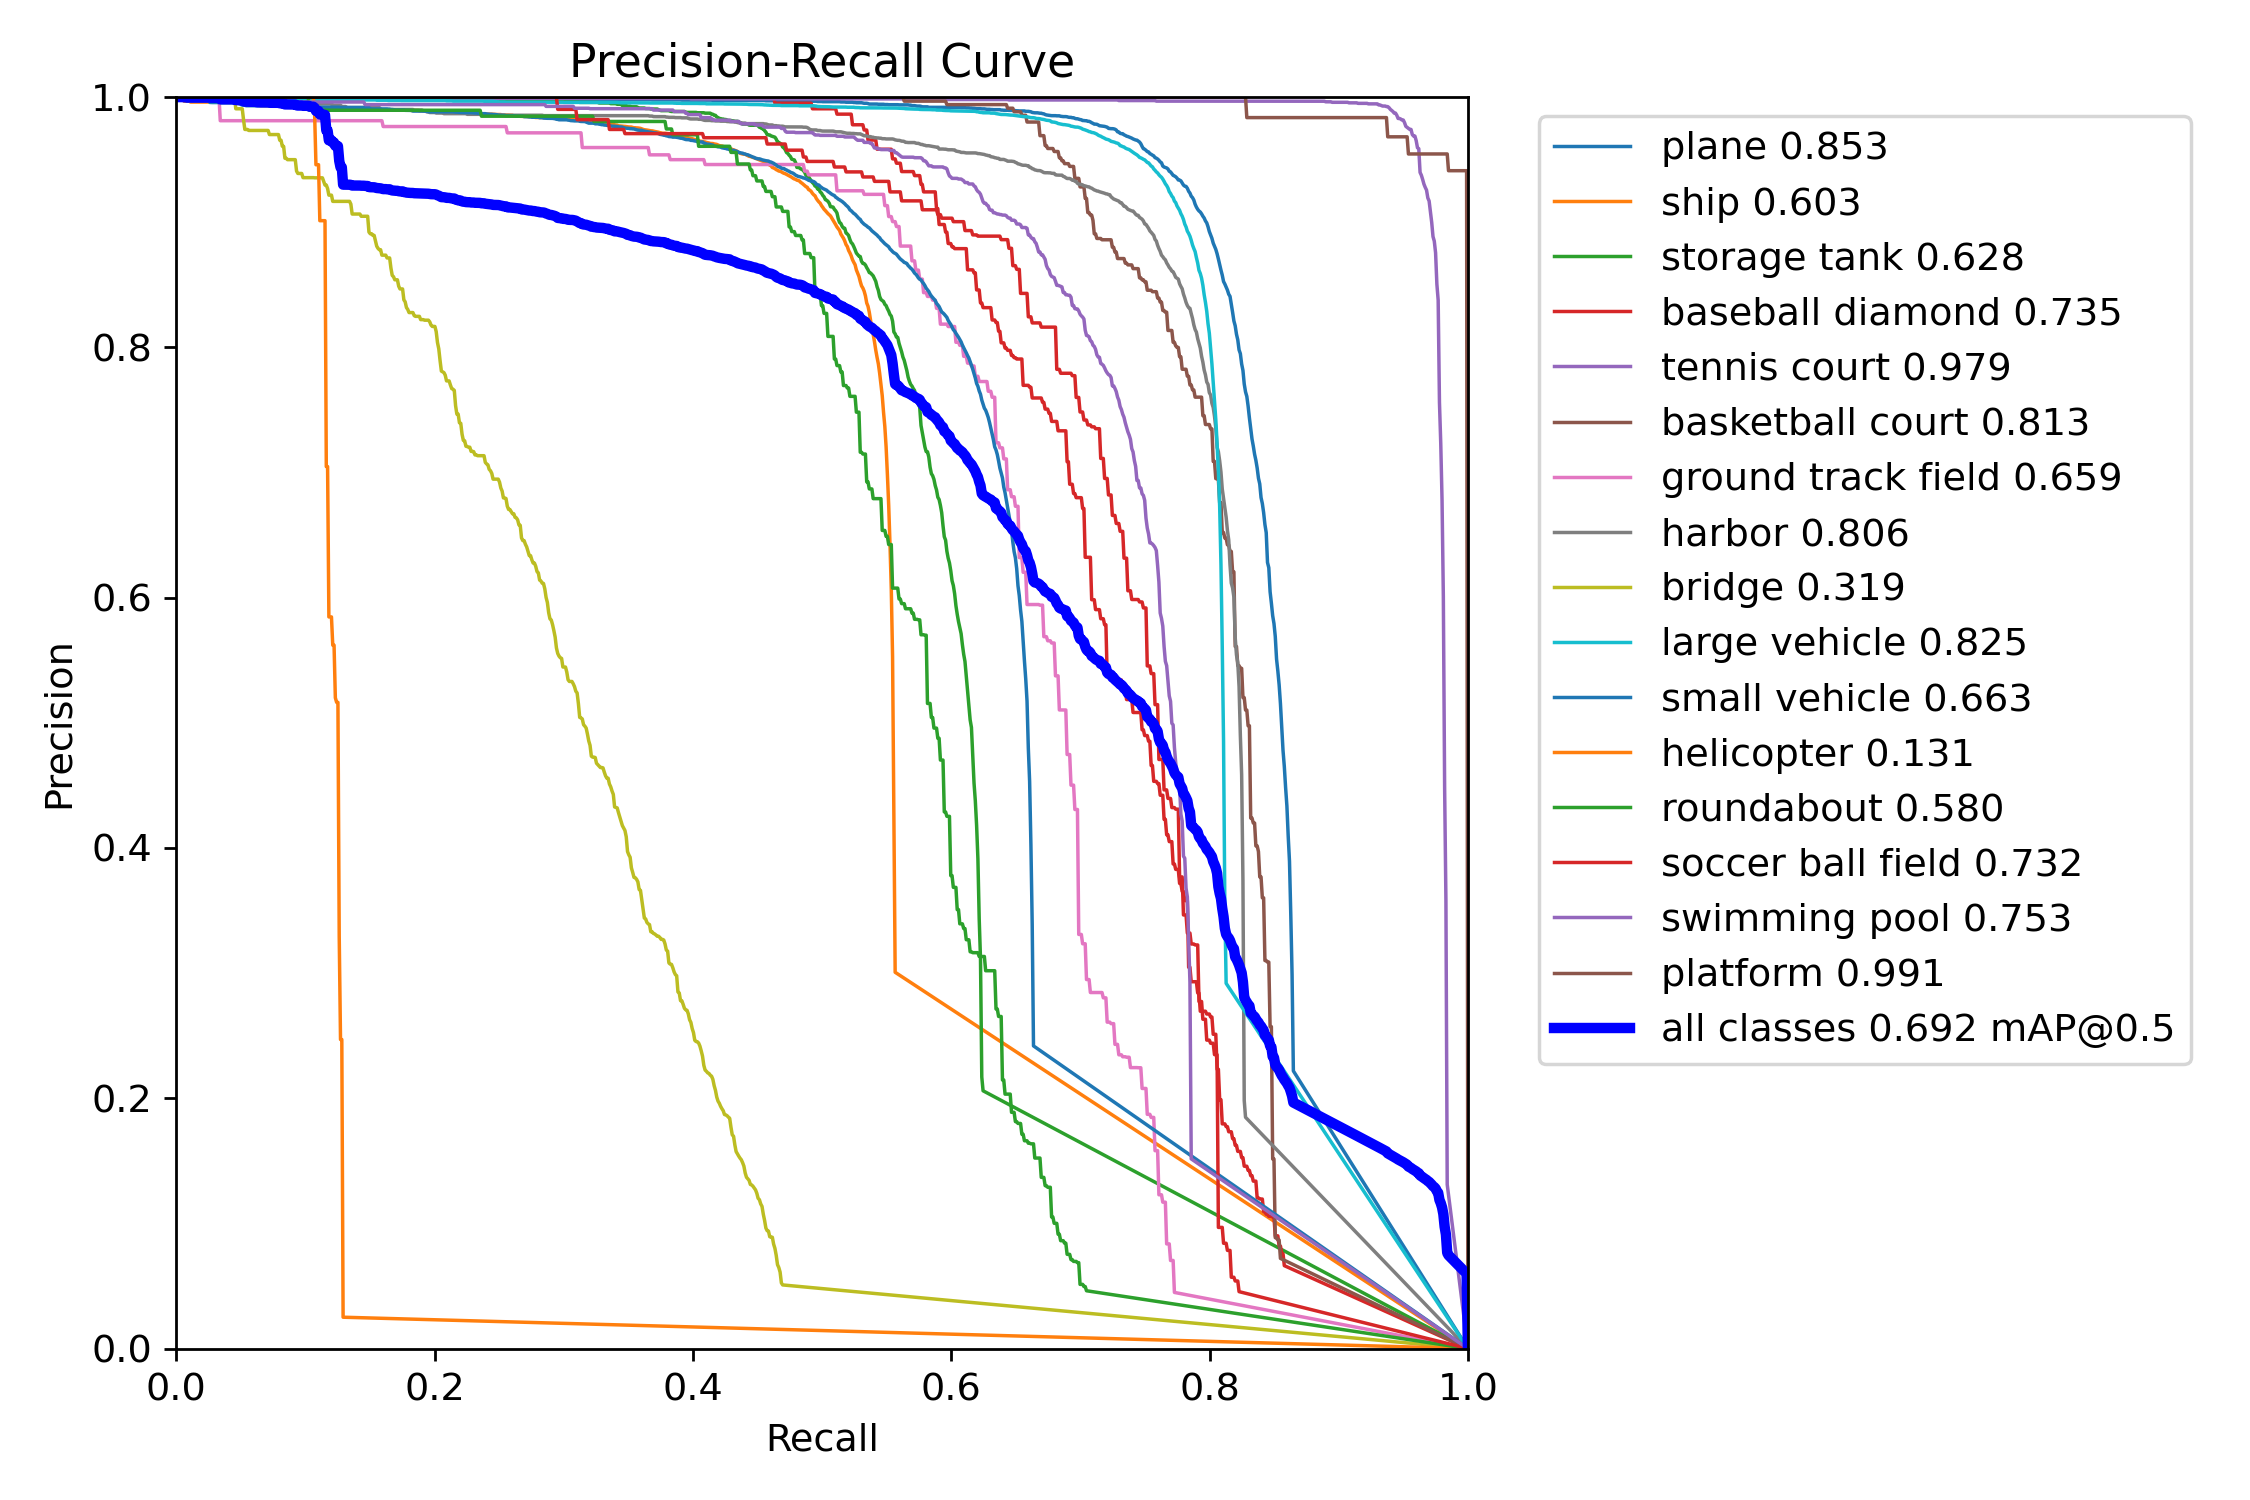 Precision-Recall Curve
1.0
0.8
0.6
0.4
0.2
0.0
Precision
0.0 0.2 0.4 0.6 0.8 1.0
Recall
plane 0.853
ship 0.603
storage tank 0.628
baseball diamond 0.735
tennis court 0.979
basketball court 0.813
ground track field 0.659
harbor 0.806
bridge 0.319
large vehicle 0.825
small vehicle 0.663
helicopter 0.131
roundabout 0.580
soccer ball field 0.732
swimming pool 0.753
platform 0.991
all classes 0.692 mAP@0.5